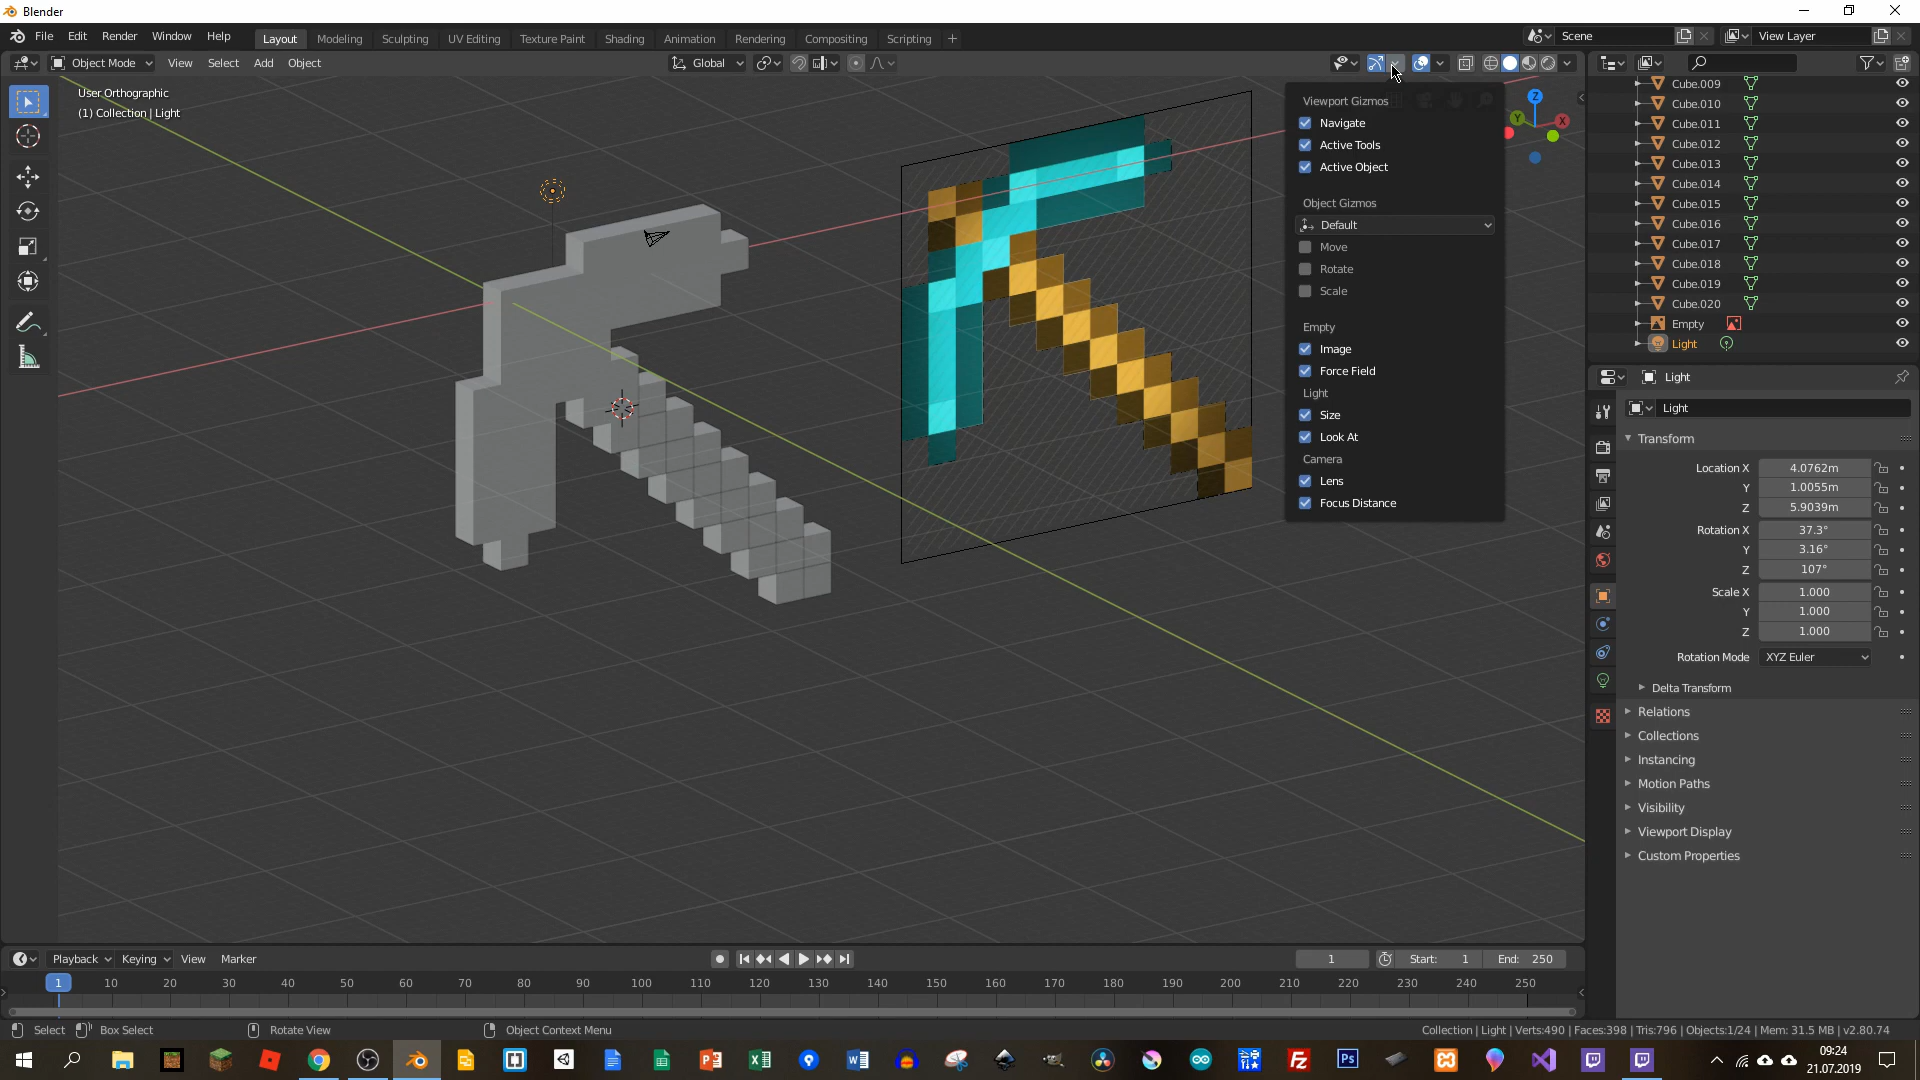 Blender
File Edit Render Window Help
Layout Modeling Sculpting UV Editing Texture Paint Shading Animation Rendering Compositing Scripting +
Scene
View Layer
Object Mode View Select Add Object
Global
User Orthographic
(1) Collection | Light
Viewport Gizmos
Navigate
Active Tools
Active Object
Object Gizmos
Default
Move
Rotate
Scale
Empty
Image
Force Field
Light
Size
Look At
Camera
Lens
Focus Distance
Z
Y
X
Cube.009
Cube.010
Cube.011
Cube.012
Cube.013
Cube.014
Cube.015
Cube.016
Cube.017
Cube.018
Cube.019
Cube.020
Empty
Light
Light
Light
Transform
Location X 4.0762m
Y 1.0055m
Z 5.9039m
Rotation X 37.3°
Y 3.16°
Z 107°
Scale X 1.000
Y 1.000
Z 1.000
Rotation Mode XYZ Euler
Delta Transform
Relations
Collections
Instancing
Motion Paths
Visibility
Viewport Display
Custom Properties
Playback Keying View Marker
1
Start: 1
End: 250
1 10 20 30 40 50 60 70 80 90 100 110 120 130 140 150 160 170 180 190 200 210 220 230 240 250
Select Box Select Rotate View Object Context Menu
Collection | Light | Verts:490 | Faces:398 | Tris:796 | Objects:1/24 | Mem: 31.5 MB | v2.80.74
09:24
21.07.2019